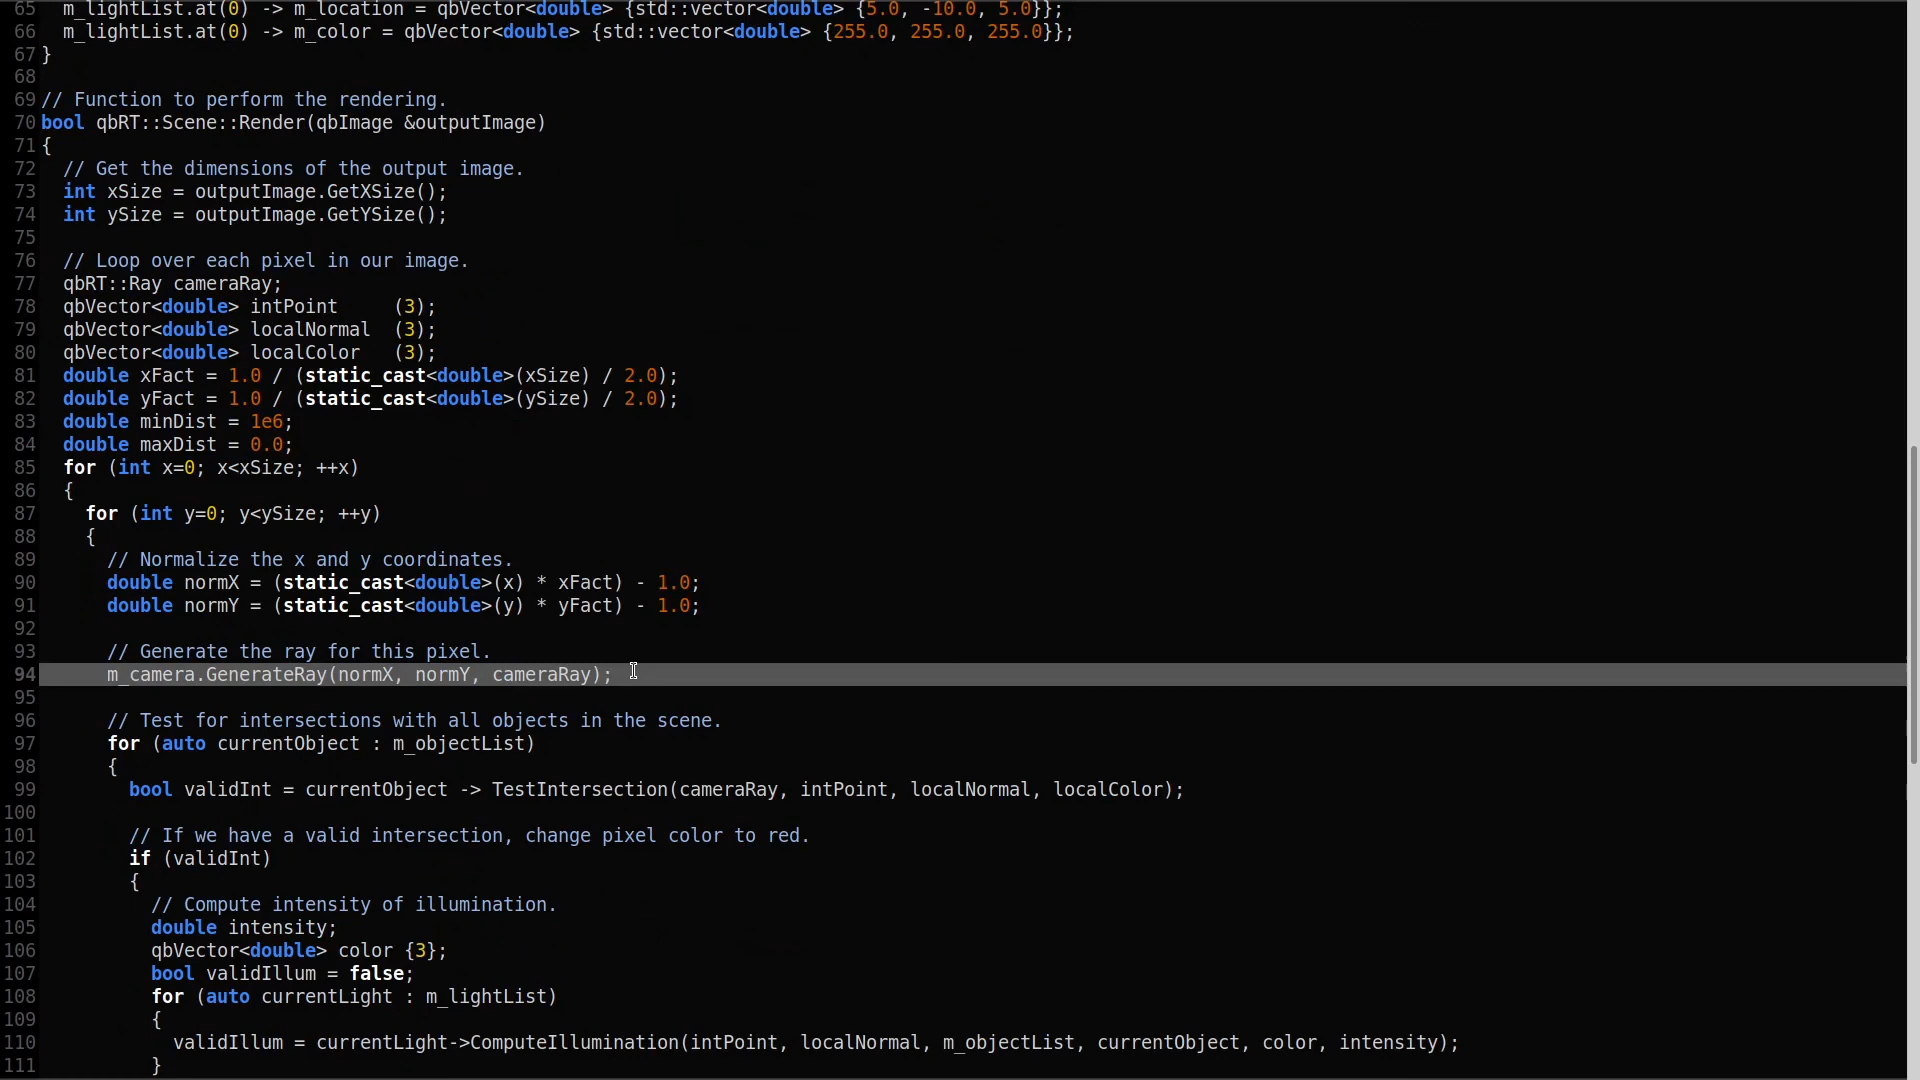 65 m_lightList.at(0) -> m_location = qbVector<double> {std::vector<double> {5.0, -10.0, 5.0}};
66 m_lightList.at(0) -> m_color = qbVector<double> {std::vector<double> {255.0, 255.0, 255.0}};
67 }
68
69 // Function to perform the rendering.
70 bool qbRT::Scene::Render(qbImage &outputImage)
71 {
72 // Get the dimensions of the output image.
73 int xSize = outputImage.GetXSize();
74 int ySize = outputImage.GetYSize();
75
76 // Loop over each pixel in our image.
77 qbRT::Ray cameraRay;
78 qbVector<double> intPoint (3);
79 qbVector<double> localNormal (3);
80 qbVector<double> localColor (3);
81 double xFact = 1.0 / (static_cast<double>(xSize) / 2.0);
82 double yFact = 1.0 / (static_cast<double>(ySize) / 2.0);
83 double minDist = 1e6;
84 double maxDist = 0.0;
85 for (int x=0; x<xSize; ++x)
86 {
87 for (int y=0; y<ySize; ++y)
88 {
89 // Normalize the x and y coordinates.
90 double normX = (static_cast<double>(x) * xFact) - 1.0;
91 double normY = (static_cast<double>(y) * yFact) - 1.0;
92
93 // Generate the ray for this pixel.
94 m_camera.GenerateRay(normX, normY, cameraRay);
95
96 // Test for intersections with all objects in the scene.
97 for (auto currentObject : m_objectList)
98 {
99 bool validInt = currentObject -> TestIntersection(cameraRay, intPoint, localNormal, localColor);
100
101 // If we have a valid intersection, change pixel color to red.
102 if (validInt)
103 {
104 // Compute intensity of illumination.
105 double intensity;
106 qbVector<double> color {3};
107 bool validIllum = false;
108 for (auto currentLight : m_lightList)
109 {
110 validIllum = currentLight->ComputeIllumination(intPoint, localNormal, m_objectList, currentObject, color, intensity);
111 }